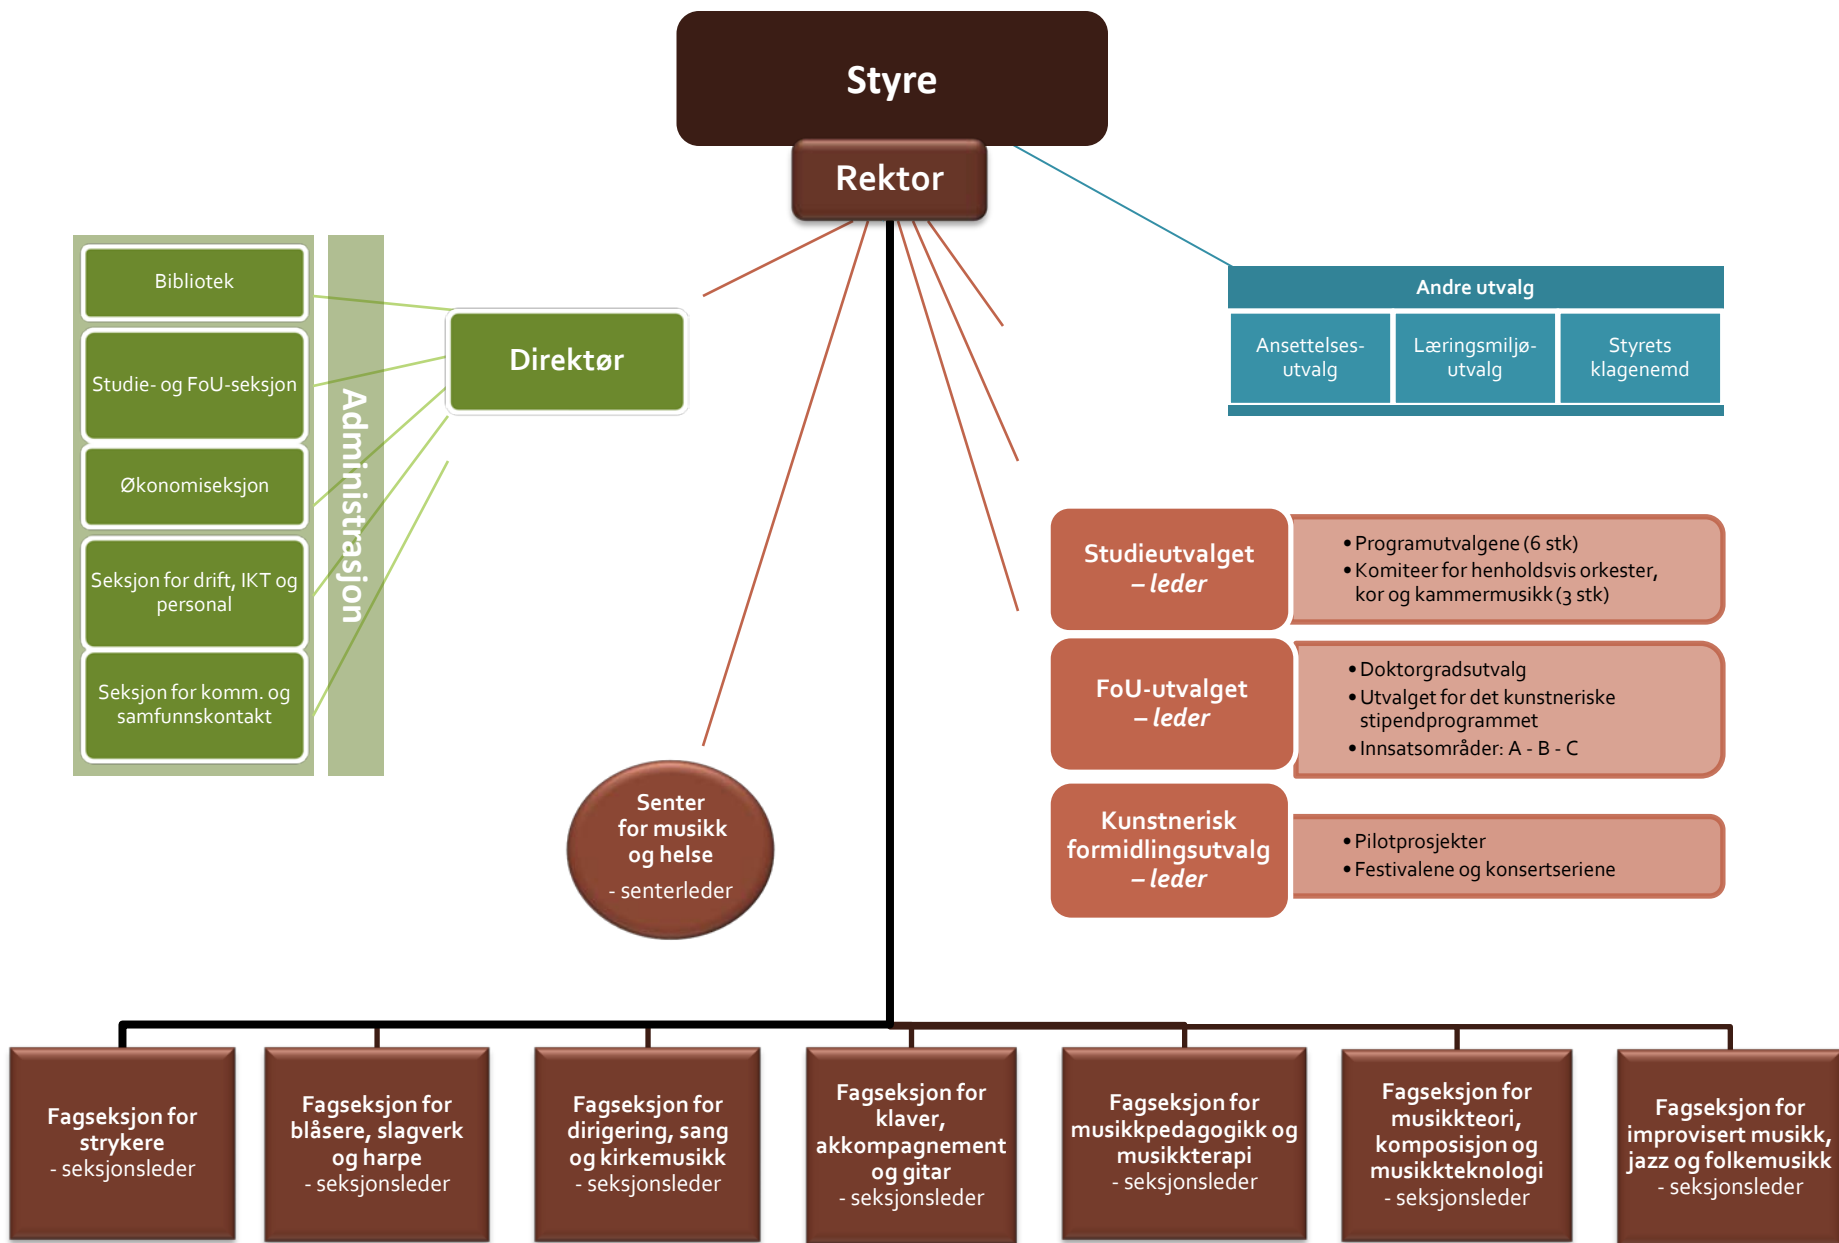 Styre
Rektor
Bibliotek
Studie- og FoU-seksjon
Økonomiseksjon
Seksjon for drift, IKT og
personal
Seksjon for komm. og
samfunnskontakt
Administrasjon
Direktør
Andre utvalg
Ansettelses-
utvalg
Læringsmiljø-
utvalg
Styrets
klagenemd
Studieutvalget
– leder
• Programutvalgene (6 stk)
• Komiteer for henholdsvis orkester,
kor og kammermusikk (3 stk)
FoU-utvalget
– leder
• Doktorgradsutvalg
• Utvalget for det kunstneriske
stipendprogrammet
• Innsatsområder: A - B - C
Kunstnerisk
formidlingsutvalg
– leder
• Pilotprosjekter
• Festivalene og konsertseriene
Senter
for musikk
og helse
- senterleder
Fagseksjon for
strykere
- seksjonsleder
Fagseksjon for
blåsere, slagverk
og harpe
- seksjonsleder
Fagseksjon for
dirigering, sang
og kirkemusikk
- seksjonsleder
Fagseksjon for
klaver,
akkompagnement
og gitar
- seksjonsleder
Fagseksjon for
musikkpedagogikk og
musikkterapi
- seksjonsleder
Fagseksjon for
musikkteori,
komposisjon og
musikkteknologi
- seksjonsleder
Fagseksjon for
improvisert musikk,
jazz og folkemusikk
- seksjonsleder